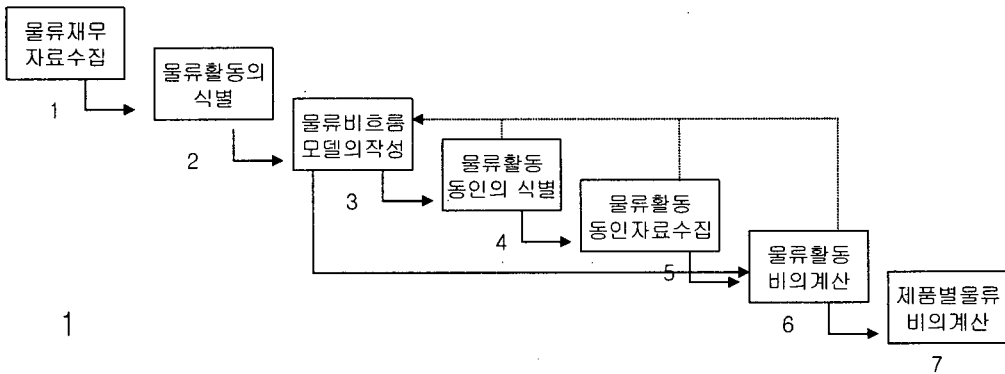 물류재무
자료수집
1
물류활동의
식별
2
물류비흐름
모델의작성
3
물류활동
동인의 식별
4
물류활동
동인자료수집
5
물류활동
비의계산
6
제품별물류
비의계산
7
1